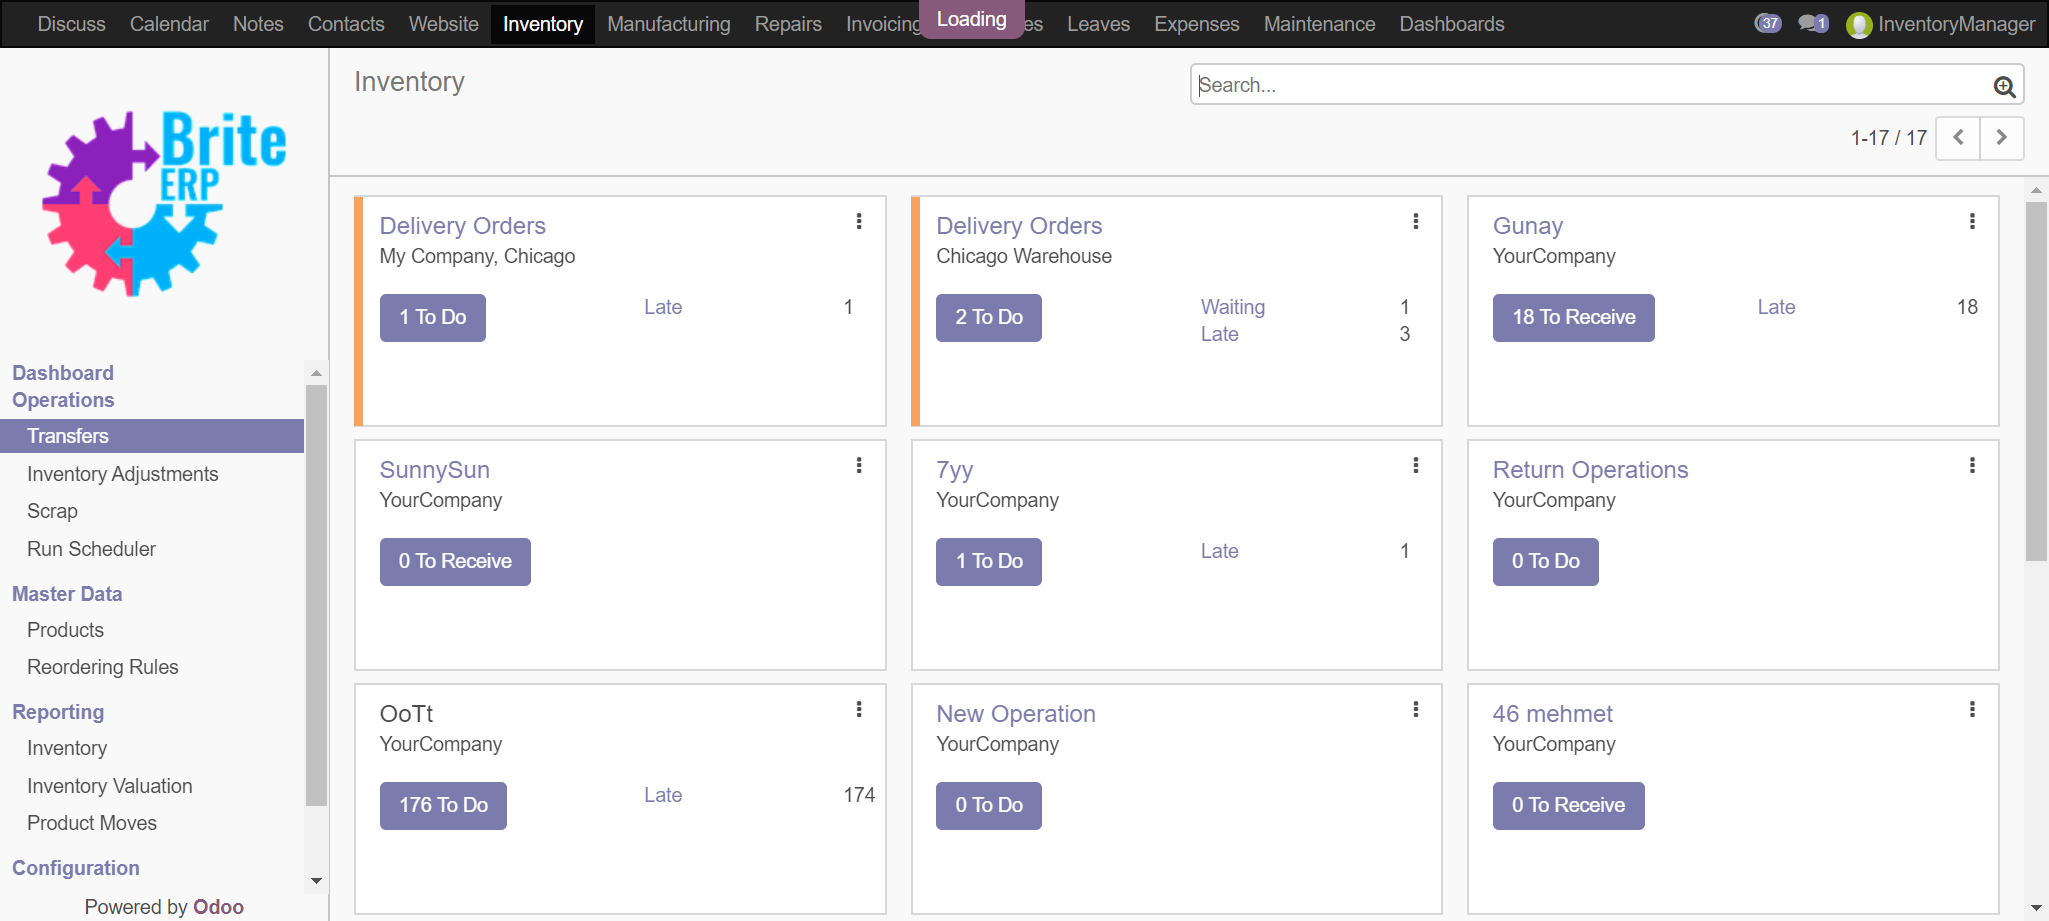 Discuss Calendar Notes Contacts Website Inventory Manufacturing Repairs Invoicing Loading es Leaves Expenses Maintenance Dashboards 37 1 InventoryManager
Brite
ERP
Inventory
Search...
1-17 / 17
Dashboard
Operations
Transfers
Inventory Adjustments
Scrap
Run Scheduler
Master Data
Products
Reordering Rules
Reporting
Inventory
Inventory Valuation
Product Moves
Configuration
Powered by Odoo
Delivery Orders
My Company, Chicago
1 To Do Late 1
Delivery Orders
Chicago Warehouse
2 To Do Waiting 1
Late 3
Gunay
YourCompany
18 To Receive Late 18
SunnySun
YourCompany
0 To Receive
7yy
YourCompany
1 To Do Late 1
Return Operations
YourCompany
0 To Do
OoTt
YourCompany
176 To Do Late 174
New Operation
YourCompany
0 To Do
46 mehmet
YourCompany
0 To Receive